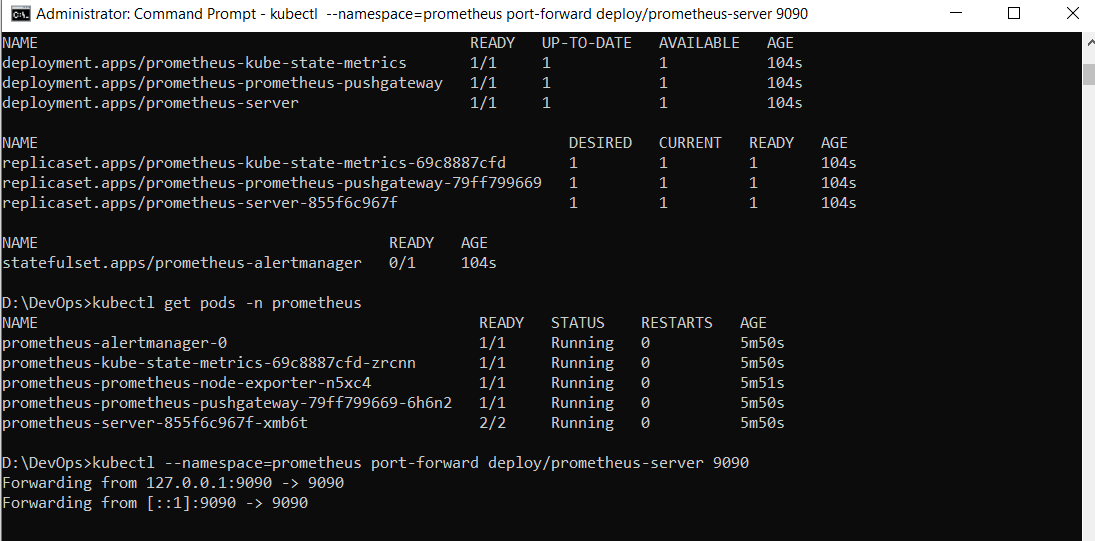 Administrator: Command Prompt - kubectl  --namespace=prometheus port-forward deploy/prometheus-server 9090
NAME                                                READY   UP-TO-DATE   AVAILABLE   AGE
deployment.apps/prometheus-kube-state-metrics       1/1     1            1           104s
deployment.apps/prometheus-prometheus-pushgateway   1/1     1            1           104s
deployment.apps/prometheus-server                   1/1     1            1           104s
NAME                                                           DESIRED   CURRENT   READY   AGE
replicaset.apps/prometheus-kube-state-metrics-69c8887cfd       1         1         1       104s
replicaset.apps/prometheus-prometheus-pushgateway-79ff799669   1         1         1       104s
replicaset.apps/prometheus-server-855f6c967f                   1         1         1       104s
NAME                                       READY   AGE
statefulset.apps/prometheus-alertmanager   0/1     104s
D:\DevOps>kubectl get pods -n prometheus
NAME                                                 READY   STATUS    RESTARTS   AGE
prometheus-alertmanager-0                            1/1     Running   0          5m50s
prometheus-kube-state-metrics-69c8887cfd-zrcnn       1/1     Running   0          5m50s
prometheus-prometheus-node-exporter-n5xc4            1/1     Running   0          5m51s
prometheus-prometheus-pushgateway-79ff799669-6h6n2   1/1     Running   0          5m50s
prometheus-server-855f6c967f-xmb6t                   2/2     Running   0          5m50s
D:\DevOps>kubectl --namespace=prometheus port-forward deploy/prometheus-server 9090
Forwarding from 127.0.0.1:9090 -> 9090
Forwarding from [::1]:9090 -> 9090